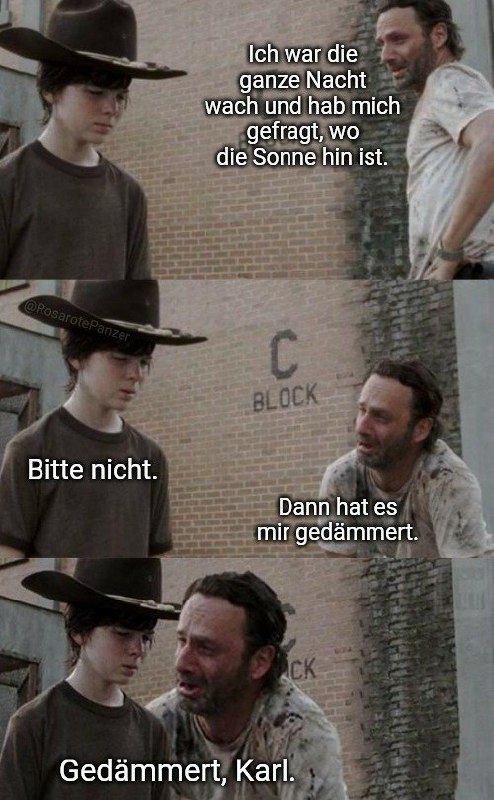 Ich war die
ganze Nacht
wach und hab mich
gefragt, wo
die Sonne hin ist.
@RosarotePanzer
C
BLOCK
Bitte nicht.
Dann hat es
mir gedämmert.
CK
Gedämmert, Karl.